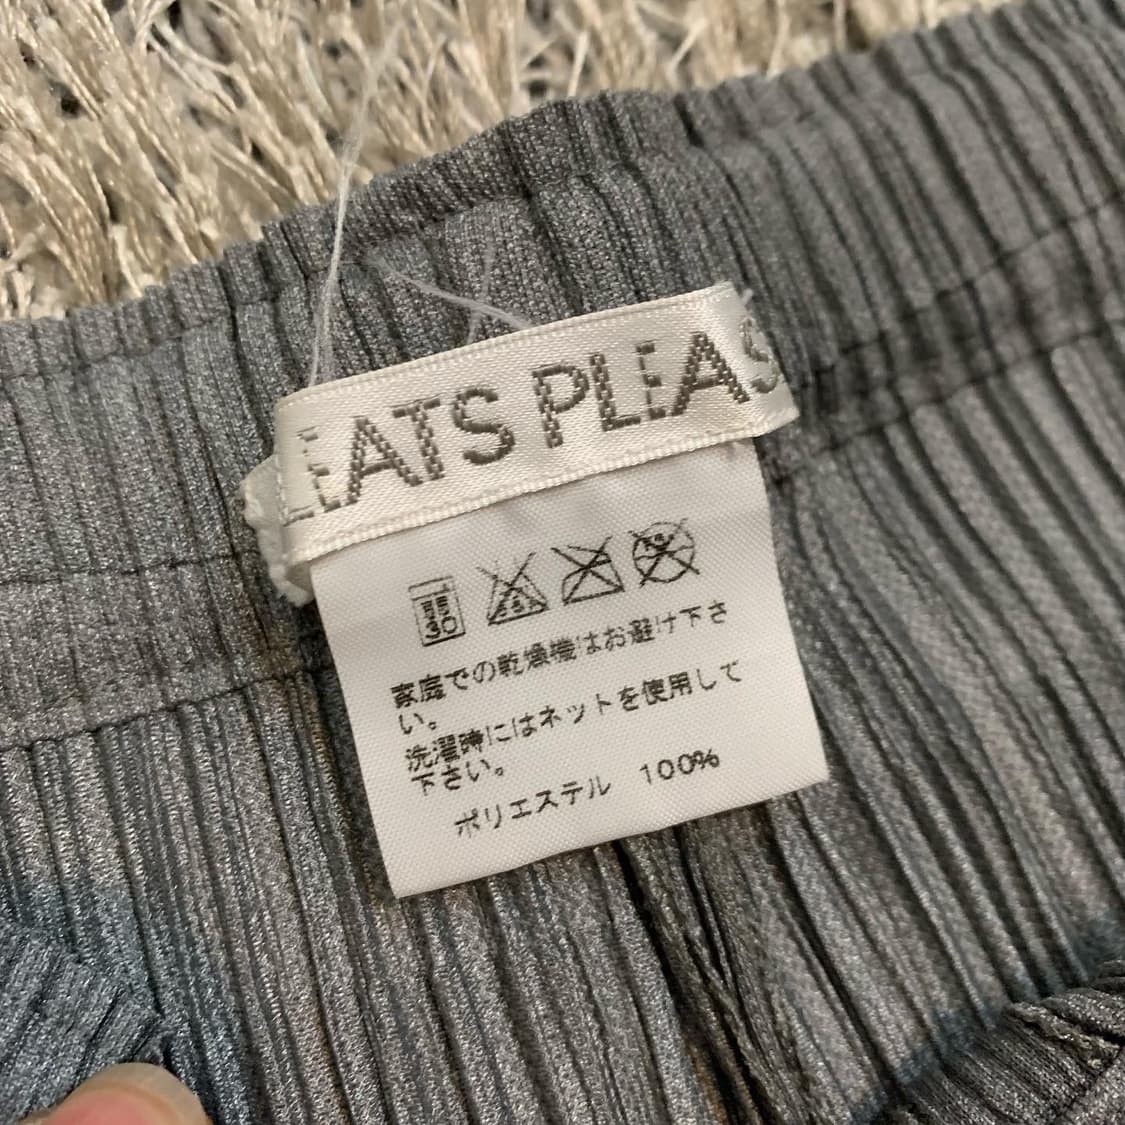 LEATS PLEAS
30
家庭での乾燥機はお避け下さ
い。
洗濯時にはネットを使用して
下さい。
ポリエステル 100%